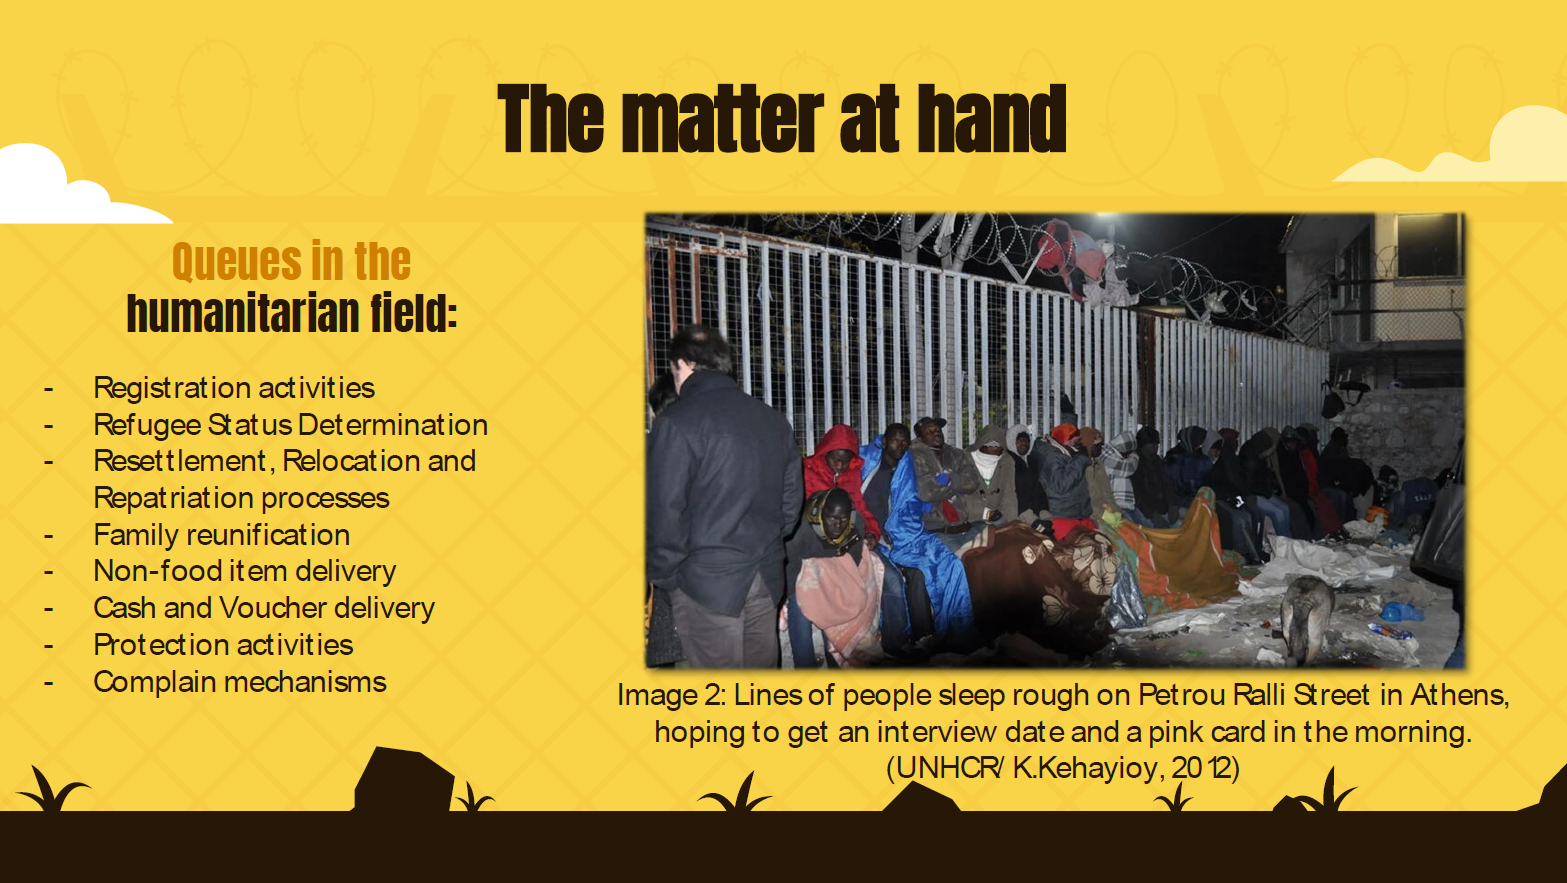 The matter at hand
Queues in the
humanitarian field:
- Registration activities
- Refugee Status Determination
- Resettlement, Relocation and
Repatriation processes
- Family reunification
- Non-food item delivery
- Cash and Voucher delivery
- Protection activities
- Complain mechanisms
Image 2: Lines of people sleep rough on Petrou Ralli Street in Athens,
hoping to get an interview date and a pink card in the morning.
(UNHCR/ K.Kehayioy, 2012)